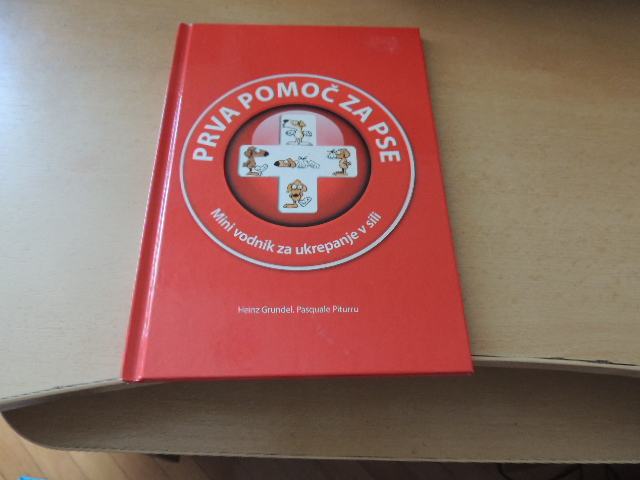 PRVA POMOČ ZA PSE
Mini vodnik za ukrepanje v sili
Heinz Grundel, Pasquale Piturru